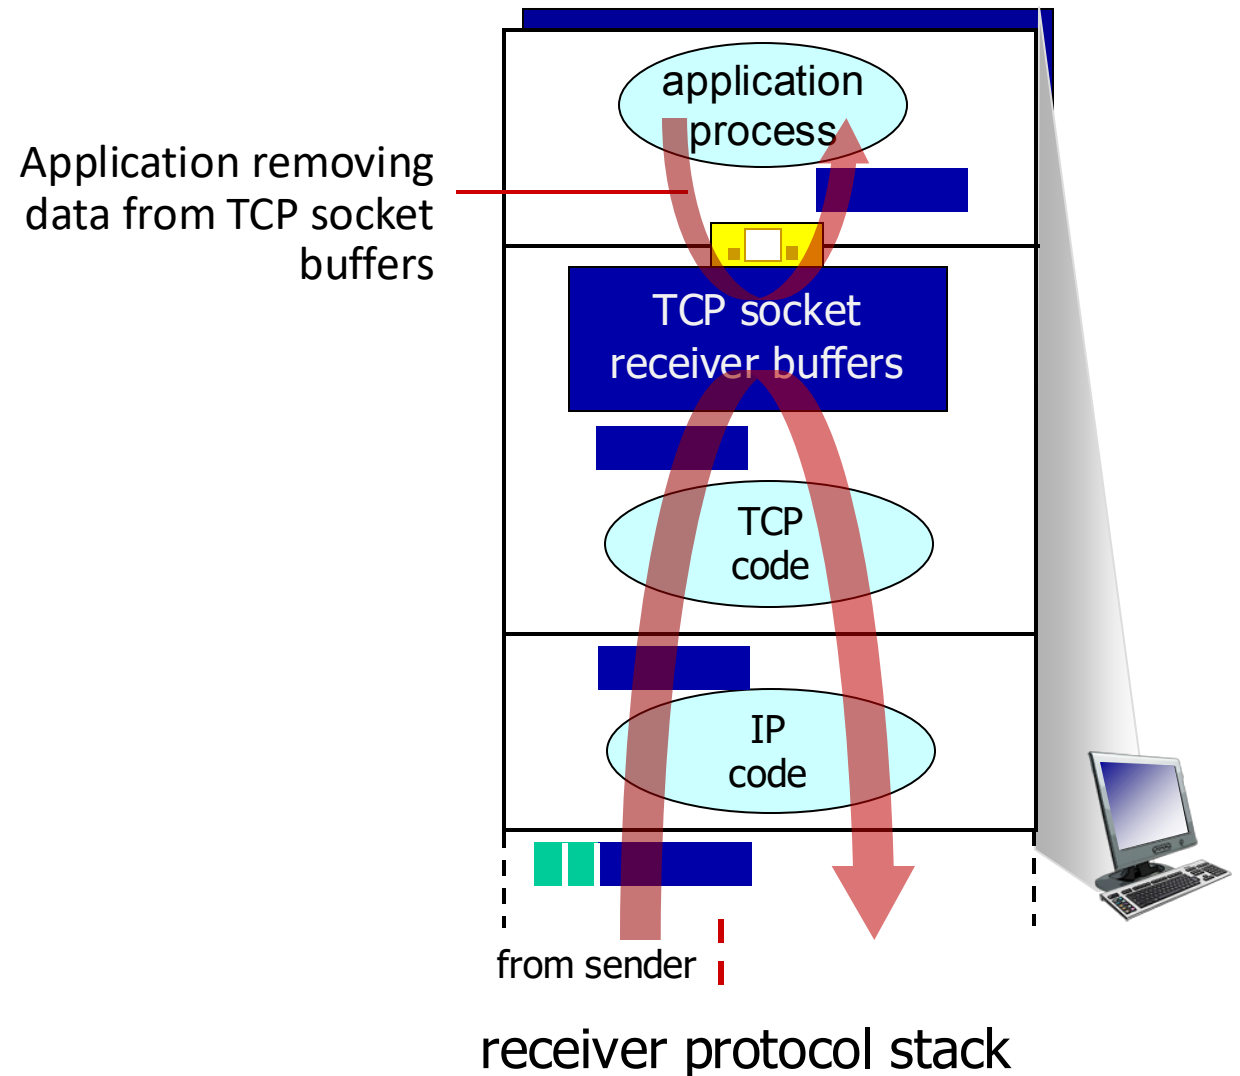 application
process
Application removing
data from TCP socket
buffers
TCP socket
receiver buffers
TCP
code
IP
code
from sender
receiver protocol stack